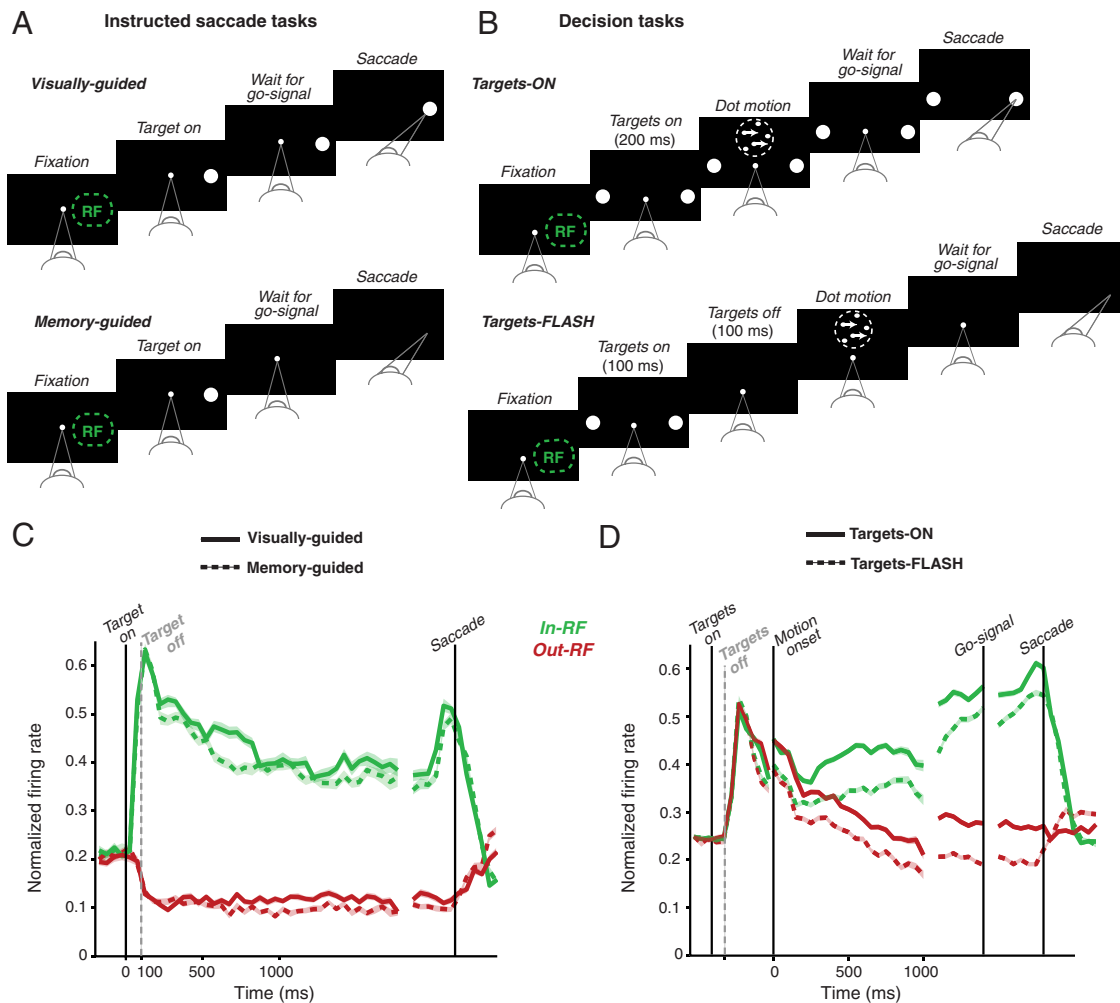 A
Instructed saccade tasks
Visually-guided
Fixation
RF
Target on
Wait for
go-signal
Saccade
Memory-guided
Fixation
RF
Target on
Wait for
go-signal
Saccade
B
Decision tasks
Targets-ON
Fixation
RF
Targets on
(200 ms)
Dot motion
Wait for
go-signal
Saccade
Targets-FLASH
Fixation
RF
Targets on
(100 ms)
Targets off
(100 ms)
Dot motion
Wait for
go-signal
Saccade
C
Visually-guided
Memory-guided
Target
on
Target
off
Saccade
In-RF
Out-RF
Normalized firing rate
0.6
0.5
0.4
0.3
0.2
0.1
0
0 100 500 1000
Time (ms)
D
Targets-ON
Targets-FLASH
Targets
on
Targets
off
Motion
onset
Go-signal
Saccade
Normalized firing rate
0.6
0.5
0.4
0.3
0.2
0.1
0
0 500 1000
Time (ms)